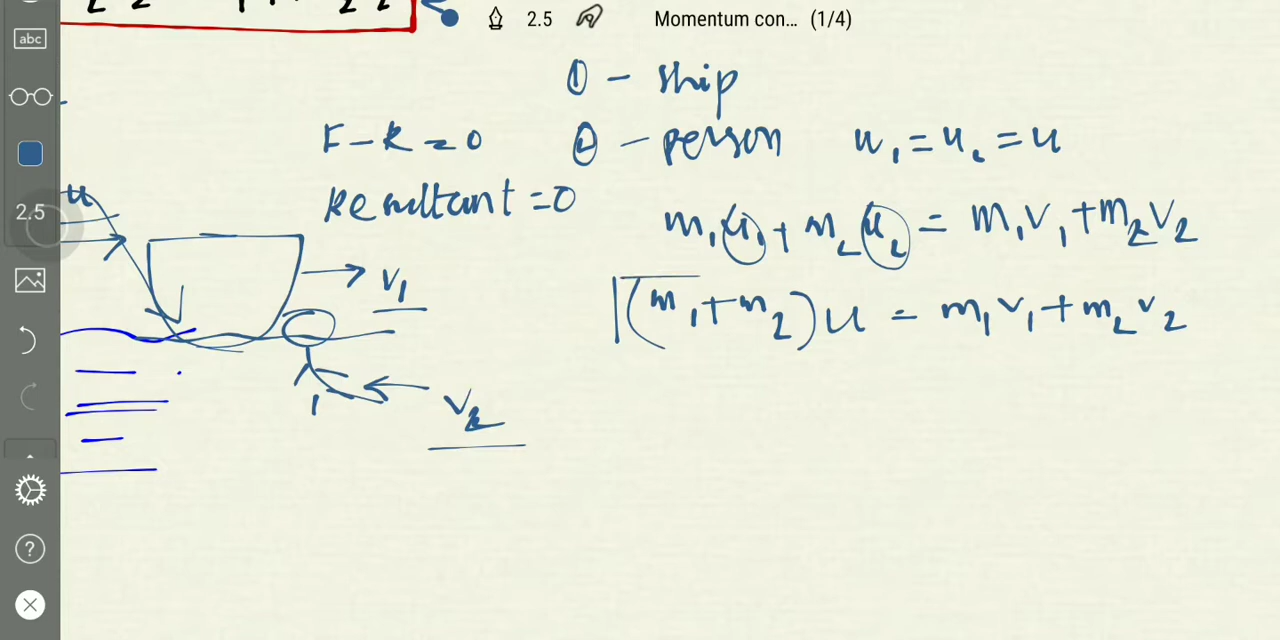 2.5 Momentum con... (1/4)
abc
① - ship
F - R = 0
② - person
u₁ = u₂ = u
2.5
u
Resultant = 0
m₁u₁ + m₂u₂ = m₁v₁ + m₂v₂
v₁
(m₁ + m₂)u = m₁v₁ + m₂v₂
v₂
?